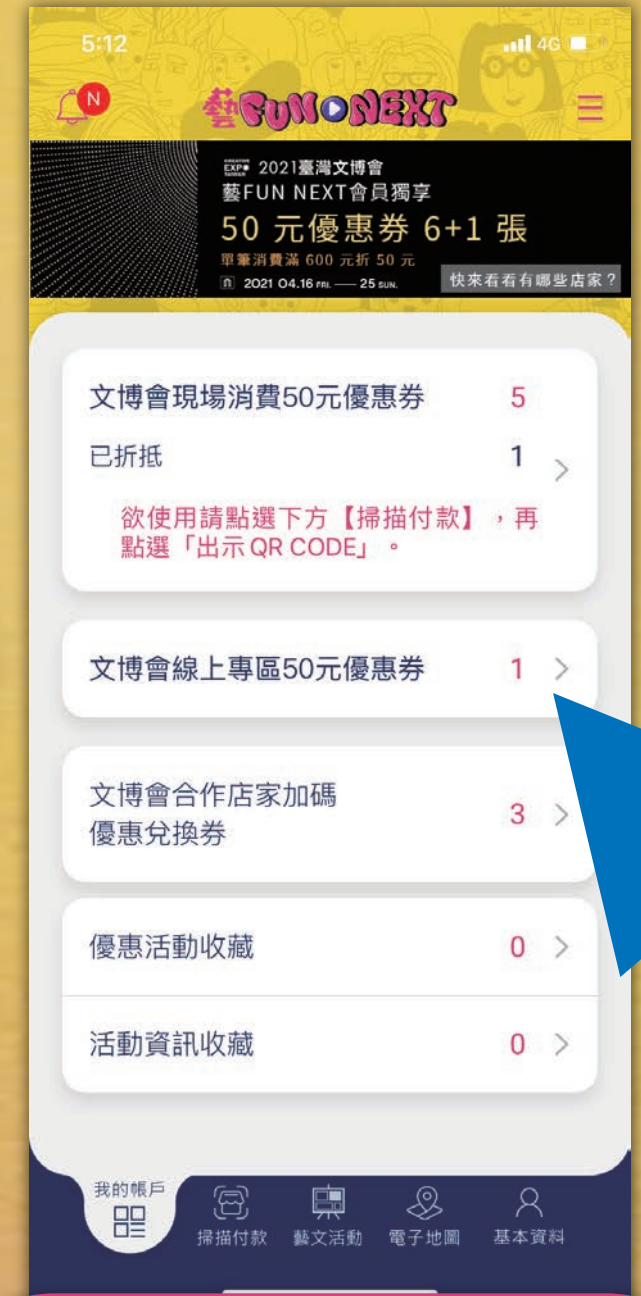 5:12
4G
N
藝FUN NEXT
CREATIVE EXPO TAIWAN 2021臺灣文博會
藝FUN NEXT會員獨享
50 元優惠券 6+1 張
單筆消費滿 600 元折 50 元
2021 04.16 FRI. — 25 SUN.
快來看看有哪些店家？
文博會現場消費50元優惠券 5
已折抵 1
欲使用請點選下方【掃描付款】，再
點選「出示QR CODE」。
文博會線上專區50元優惠券 1
文博會合作店家加碼
優惠兌換券 3
優惠活動收藏 0
活動資訊收藏 0
我的帳戶 掃描付款 藝文活動 電子地圖 基本資料